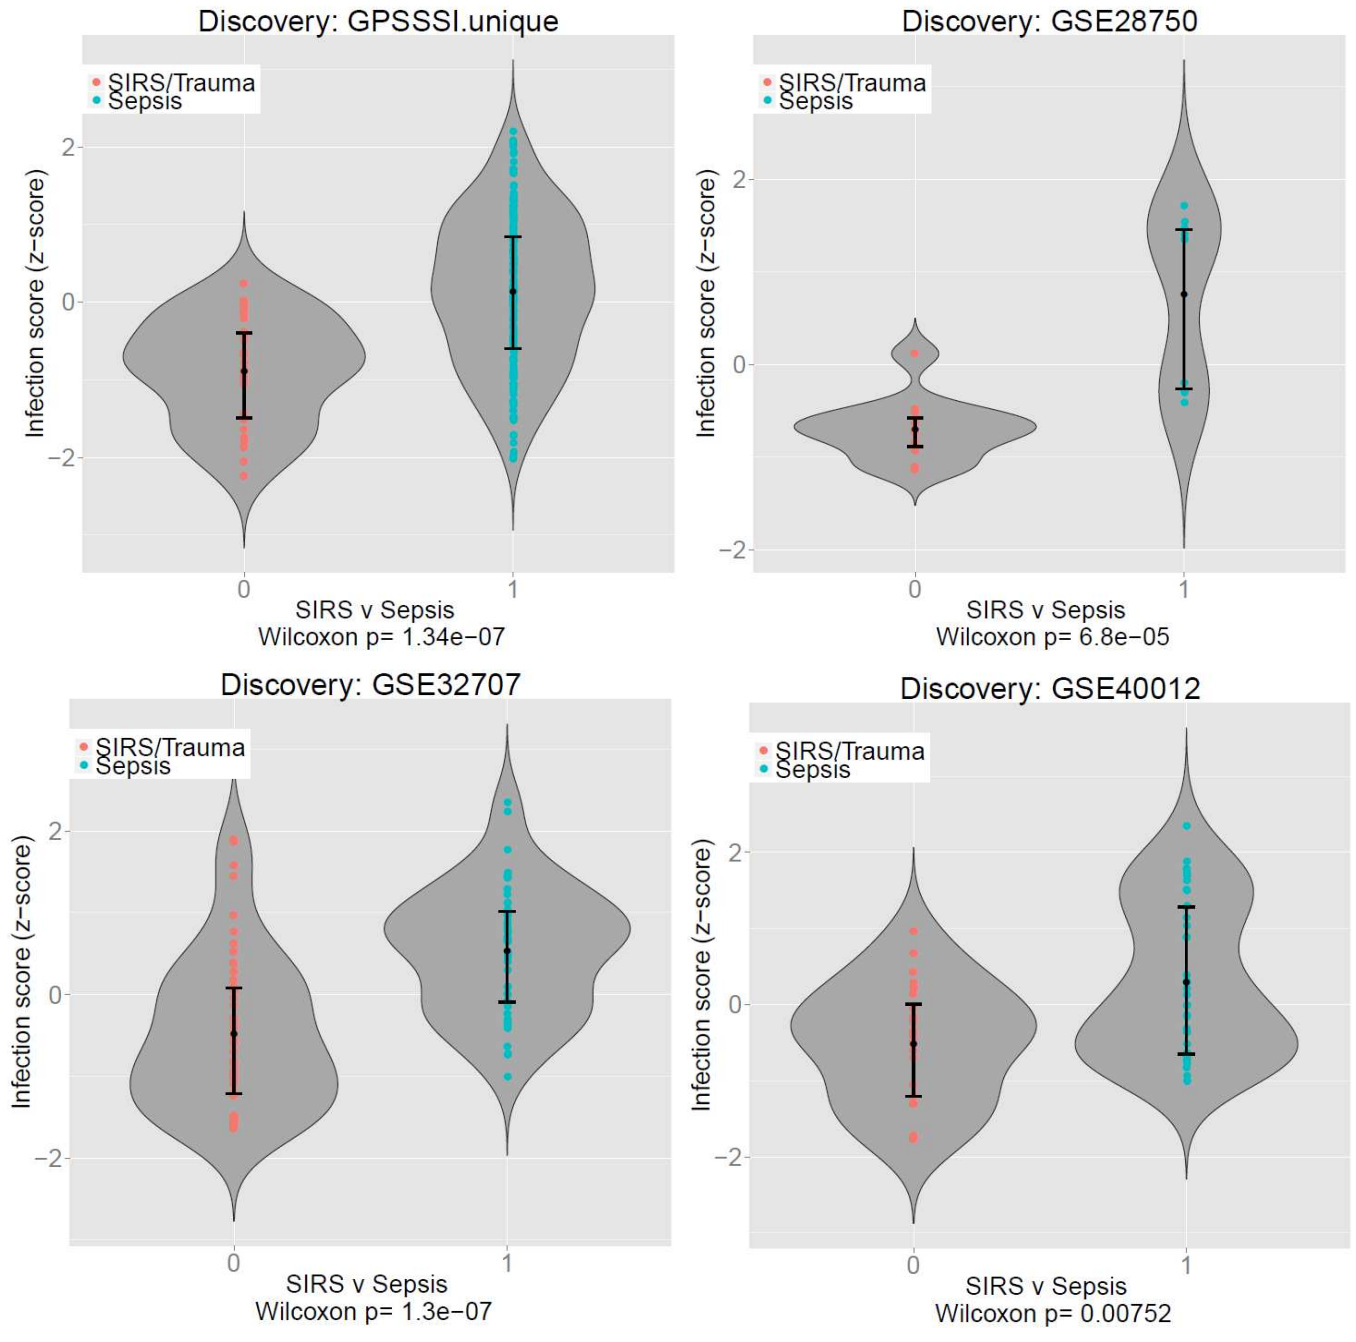 Discovery: GPSSSI.unique
SIRS/Trauma
Sepsis
Infection score (z−score)
2
0
−2
0
1
SIRS v Sepsis
Wilcoxon p= 1.34e−07
Discovery: GSE28750
SIRS/Trauma
Sepsis
Infection score (z−score)
2
0
−2
0
1
SIRS v Sepsis
Wilcoxon p= 6.8e−05
Discovery: GSE32707
SIRS/Trauma
Sepsis
Infection score (z−score)
2
0
−2
0
1
SIRS v Sepsis
Wilcoxon p= 1.3e−07
Discovery: GSE40012
SIRS/Trauma
Sepsis
Infection score (z−score)
2
0
−2
0
1
SIRS v Sepsis
Wilcoxon p= 0.00752